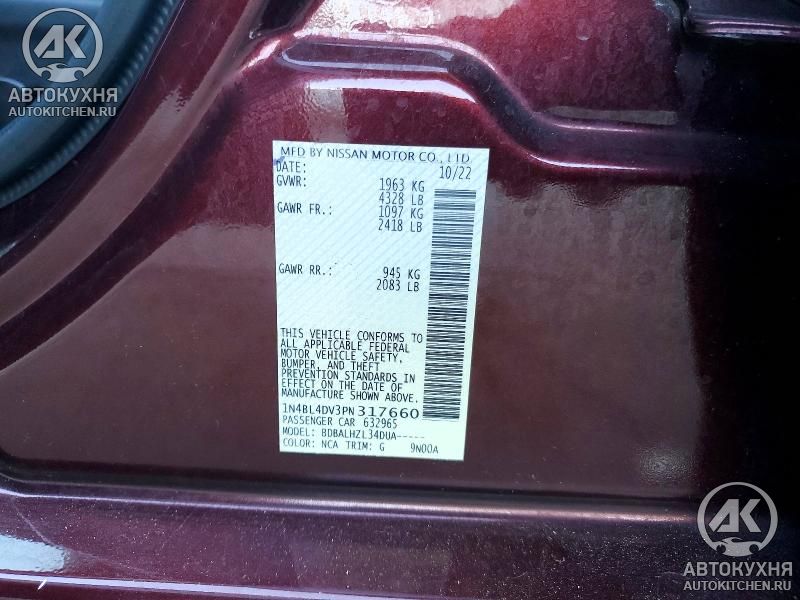 АК
АВТОКУХНЯ
AUTOKITCHEN.RU
MFD BY NISSAN MOTOR CO., LTD
DATE: 10/22
GVWR: 1963 KG
4328 LB
GAWR FR.: 1097 KG
2418 LB
GAWR RR.: 945 KG
2083 LB
THIS VEHICLE CONFORMS TO
ALL APPLICABLE FEDERAL
MOTOR VEHICLE SAFETY,
BUMPER, AND THEFT
PREVENTION STANDARDS IN
EFFECT ON THE DATE OF
MANUFACTURE SHOWN ABOVE.
1N4BL4DV3PN317660
PASSENGER CAR 632965
MODEL: BDBALHZL34DUA-----
COLOR: NCA TRIM: G 9N00A
АК
АВТОКУХНЯ
AUTOKITCHEN.RU